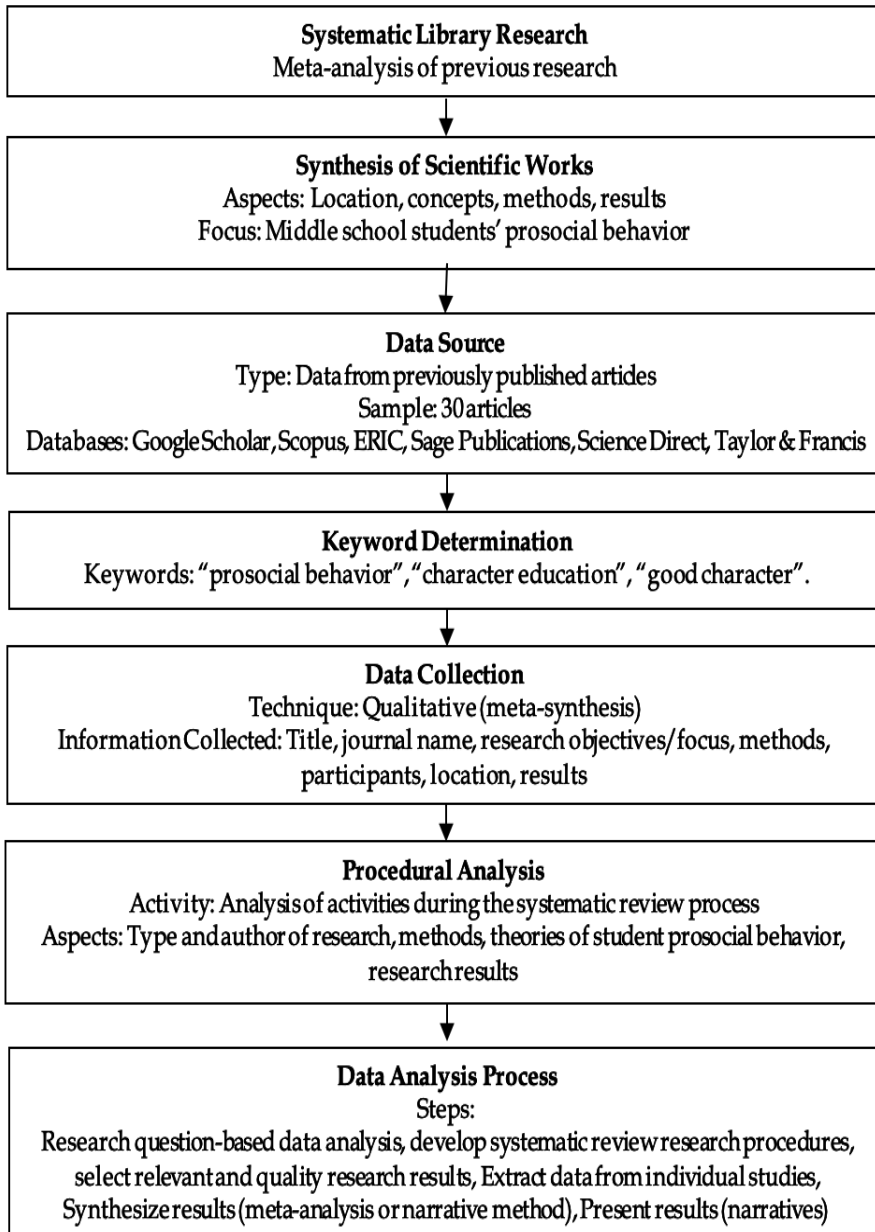 Systematic Library Research
Meta-analysis of previous research
Synthesis of Scientific Works
Aspects: Location, concepts, methods, results
Focus: Middle school students’ prosocial behavior
Data Source
Type: Data from previously published articles
Sample: 30 articles
Databases: Google Scholar, Scopus, ERIC, Sage Publications, Science Direct, Taylor & Francis
Keyword Determination
Keywords: “prosocial behavior”, “character education”, “good character”.
Data Collection
Technique: Qualitative (meta-synthesis)
Information Collected: Title, journal name, research objectives/focus, methods,
participants, location, results
Procedural Analysis
Activity: Analysis of activities during the systematic review process
Aspects: Type and author of research, methods, theories of student prosocial behavior,
research results
Data Analysis Process
Steps:
Research question-based data analysis, develop systematic review research procedures,
select relevant and quality research results, Extract data from individual studies,
Synthesize results (meta-analysis or narrative method), Present results (narratives)